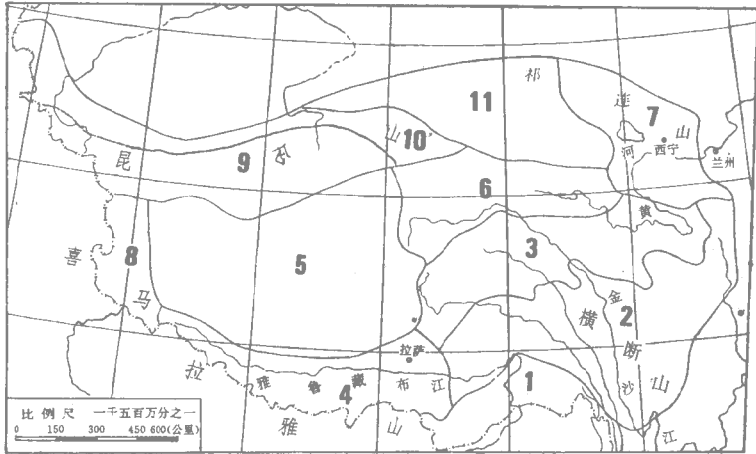 祁
11
连
7
山
河
西宁
兰州
昆
9
仑
山
10
6
黄
喜
8
马
5
3
金
横
2
断
拉萨
拉
雅
鲁
藏
布
江
4
1
沙
山
雅
山
江
比例尺 一千五百万分之一
0 150 300 450 600(公里)